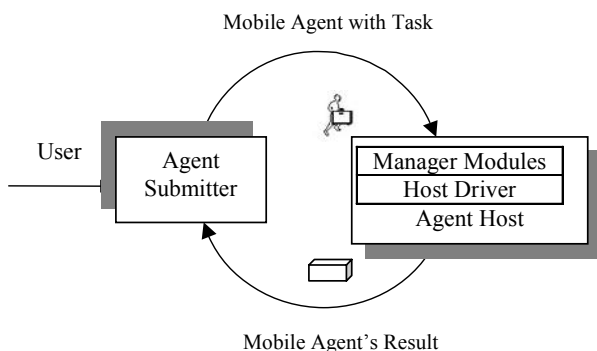 Mobile Agent with Task
User
Agent
Submitter
Manager Modules
Host Driver
Agent Host
Mobile Agent's Result